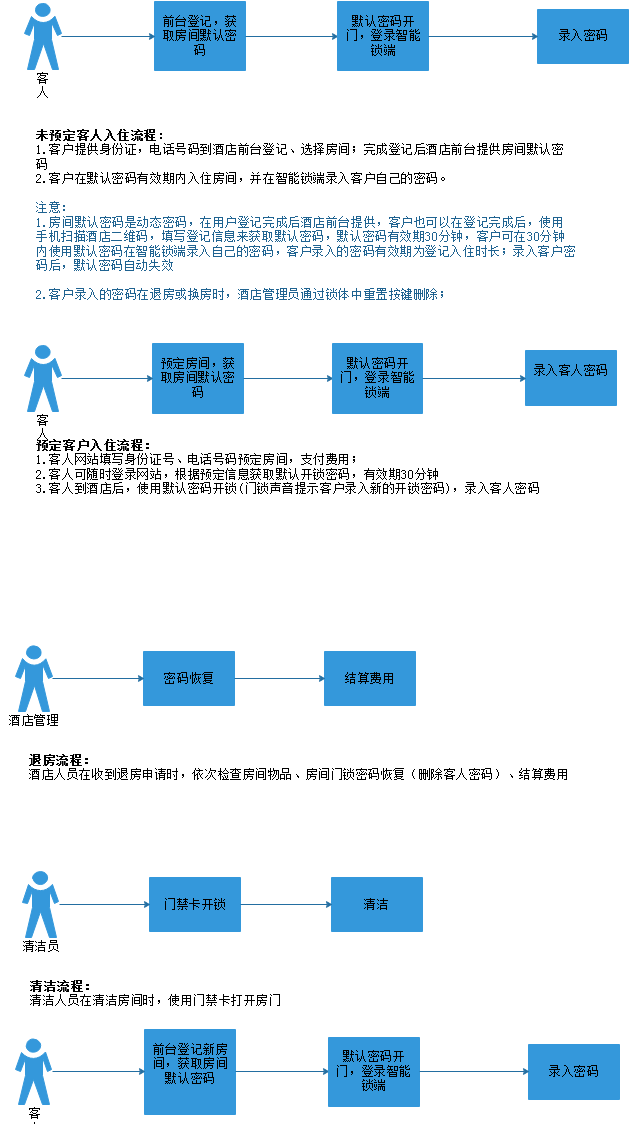 前台登记，获
取房间默认密
码
默认密码开
门，登录智能
锁端
录入密码
客
人
未预定客人入住流程：
1.客户提供身份证，电话号码到酒店前台登记、选择房间；完成登记后酒店前台提供房间默认密
码
2.客户在默认密码有效期内入住房间，并在智能锁端录入客户自己的密码。
注意：
1.房间默认密码是动态密码，在用户登记完成后酒店前台提供，客户也可以在登记完成后，使用
手机扫描酒店二维码，填写登记信息来获取默认密码，默认密码有效期30分钟，客户可在30分钟
内使用默认密码在智能锁端录入自己的密码，客户录入的密码有效期为登记入住时长；录入客户密
码后，默认密码自动失效
2.客户录入的密码在退房或换房时，酒店管理员通过锁体中重置按键删除；
预定房间，获
取房间默认密
码
默认密码开
门，登录智能
锁端
录入客人密码
客
人
预定客户入住流程：
1.客人网站填写身份证号、电话号码预定房间，支付费用；
2.客人可随时登录网站，根据预定信息获取默认开锁密码，有效期30分钟
3.客人到酒店后，使用默认密码开锁(门锁声音提示客户录入新的开锁密码)，录入客人密码
密码恢复
结算费用
酒店管理
退房流程：
酒店人员在收到退房申请时，依次检查房间物品、房间门锁密码恢复（删除客人密码）、结算费用
门禁卡开锁
清洁
清洁员
清洁流程：
清洁人员在清洁房间时，使用门禁卡打开房门
前台登记新房
间，获取房间
默认密码
默认密码开
门，登录智能
锁端
录入密码
客